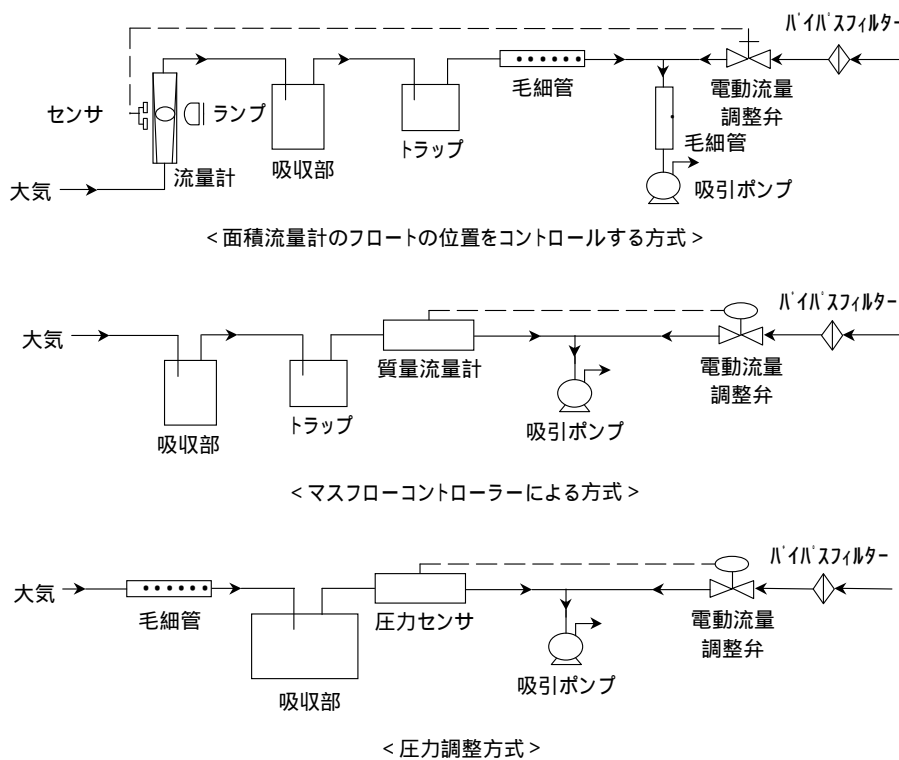 バイパスフィルター
毛細管
電動流量
調整弁
センサ
ランプ
トラップ
毛細管
吸収部
流量計
大気
吸引ポンプ
<面積流量計のフロートの位置をコントロールする方式>
バイパスフィルター
大気
質量流量計
電動流量
調整弁
トラップ
吸収部
吸引ポンプ
<マスフローコントローラーによる方式>
バイパスフィルター
大気
毛細管
圧力センサ
電動流量
調整弁
吸収部
吸引ポンプ
<圧力調整方式>